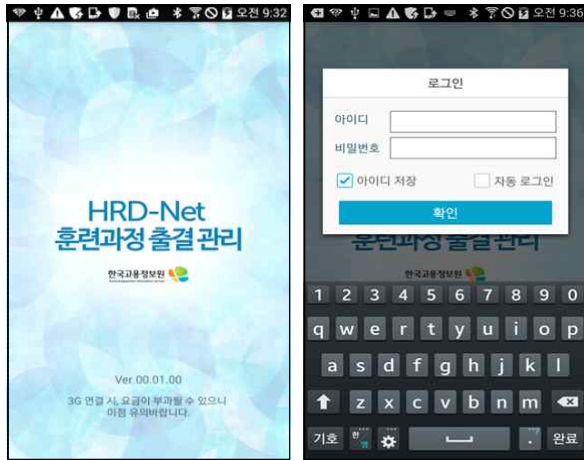 오전 9:32
HRD-Net
훈련과정 출결 관리
한국고용정보원
Ver.00.01.00
3G 연결 시, 요금이 부과될 수 있으니
이점 유의바랍니다.
오전 9:36
로그인
아이디
비밀번호
아이디 저장
자동 로그인
확인
훈련과정 출결 관리
한국고용정보원
1 2 3 4 5 6 7 8 9 0
q w e r t y u i o p
a s d f g h j k l
z x c v b n m
기호 한 영 . ? 완료